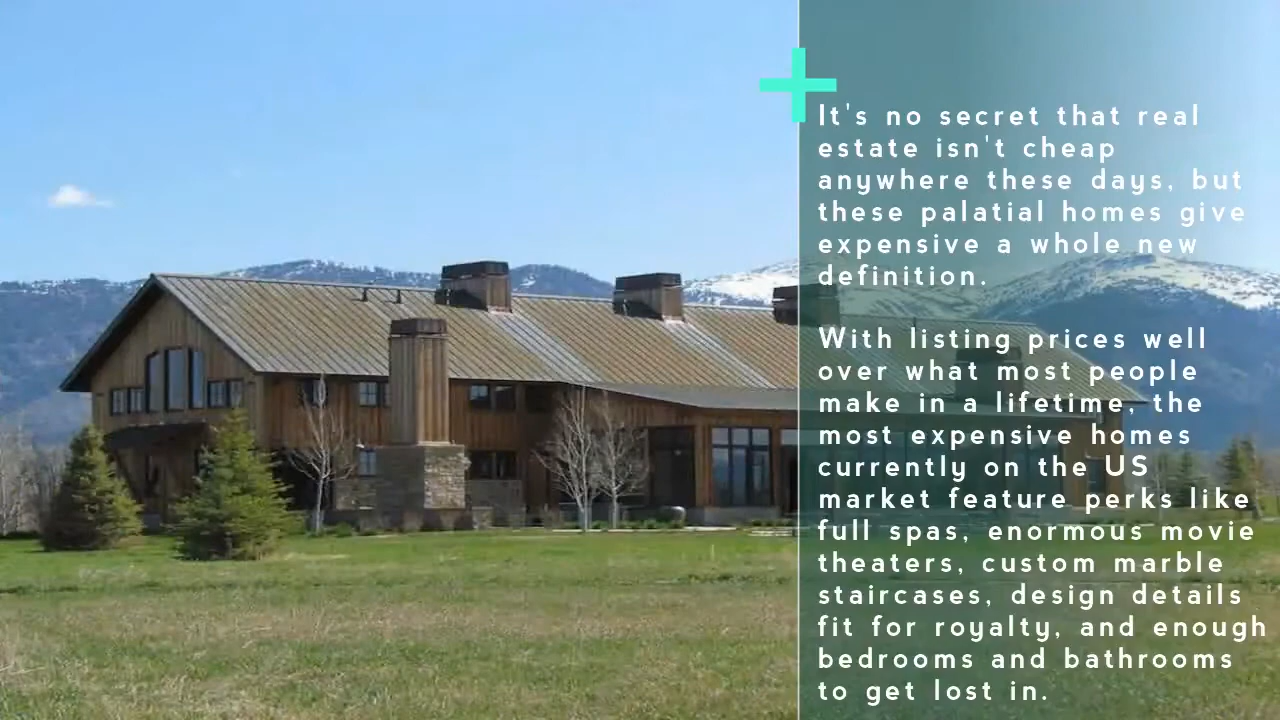 It's no secret that real
estate isn't cheap
anywhere these days, but
these palatial homes give
expensive a whole new
definition.
With listing prices well
over what most people
make in a lifetime, the
most expensive homes
currently on the US
market feature perks like
full spas, enormous movie
theaters, custom marble
staircases, design details
fit for royalty, and enough
bedrooms and bathrooms
to get lost in.